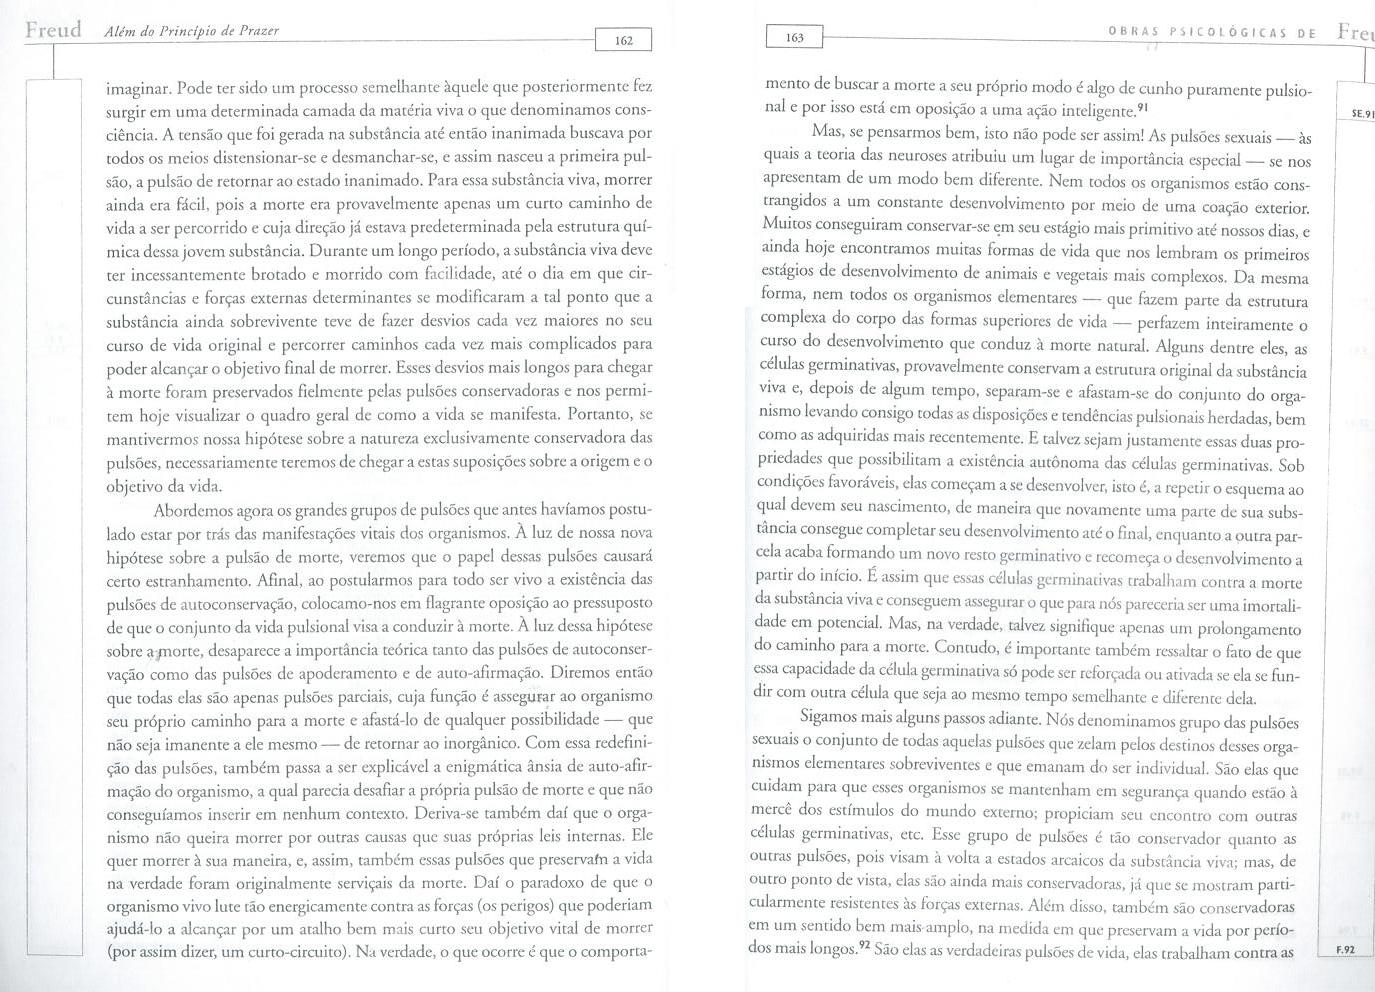 Freud Além do Princípio de Prazer
162
imaginar. Pode ter sido um processo semelhante àquele que posteriormente fez
surgir em uma determinada camada da matéria viva o que denominamos cons-
ciência. A tensão que foi gerada na substância até então inanimada buscava por
todos os meios distensionar-se e desmanchar-se, e assim nasceu a primeira pul-
são, a pulsão de retornar ao estado inanimado. Para essa substância viva, morrer
ainda era fácil, pois a morte era provavelmente apenas um curto caminho de
vida a ser percorrido e cuja direção já estava predeterminada pela estrutura quí-
mica dessa jovem substância. Durante um longo período, a substância viva deve
ter incessantemente brotado e morrido com facilidade, até o dia em que cir-
cunstâncias e forças externas determinantes se modificaram a tal ponto que a
substância ainda sobrevivente teve de fazer desvios cada vez maiores no seu
curso de vida original e percorrer caminhos cada vez mais complicados para
poder alcançar o objetivo final de morrer. Esses desvios mais longos para chegar
à morte foram preservados fielmente pelas pulsões conservadoras e nos permi-
tem hoje visualizar o quadro geral de como a vida se manifesta. Portanto, se
mantivermos nossa hipótese sobre a natureza exclusivamente conservadora das
pulsões, necessariamente teremos de chegar a estas suposições sobre a origem e o
objetivo da vida.
Abordemos agora os grandes grupos de pulsões que antes havíamos postu-
lado estar por trás das manifestações vitais dos organismos. À luz de nossa nova
hipótese sobre a pulsão de morte, veremos que o papel dessas pulsões causará
certo estranhamento. Afinal, ao postularmos para todo ser vivo a existência das
pulsões de autoconservação, colocamo-nos em flagrante oposição ao pressuposto
de que o conjunto da vida pulsional visa a conduzir à morte. À luz dessa hipótese
sobre a morte, desaparece a importância teórica tanto das pulsões de autoconser-
vação como das pulsões de apoderamento e de auto-afirmação. Diremos então
que todas elas são apenas pulsões parciais, cuja função é assegurar ao organismo
seu próprio caminho para a morte e afastá-lo de qualquer possibilidade — que
não seja imanente a ele mesmo — de retornar ao inorgânico. Com essa redefini-
ção das pulsões, também passa a ser explicável a enigmática ânsia de auto-afir-
mação do organismo, a qual parecia desafiar a própria pulsão de morte e que não
conseguíamos inserir em nenhum contexto. Deriva-se também daí que o orga-
nismo não queira morrer por outras causas que suas próprias leis internas. Ele
quer morrer à sua maneira, e, assim, também essas pulsões que preservam a vida
na verdade foram originalmente serviçais da morte. Daí o paradoxo de que o
organismo vivo lute tão energicamente contra as forças (os perigos) que poderiam
ajudá-lo a alcançar por um atalho bem mais curto seu objetivo vital de morrer
(por assim dizer, um curto-circuito). Na verdade, o que ocorre é que o comporta-
163
OBRAS PSICOLÓGICAS DE Freu
mento de buscar a morte a seu próprio modo é algo de cunho puramente pulsio-
nal e por isso está em oposição a uma ação inteligente.91
SE.91
Mas, se pensarmos bem, isto não pode ser assim! As pulsões sexuais — às
quais a teoria das neuroses atribuiu um lugar de importância especial — se nos
apresentam de um modo bem diferente. Nem todos os organismos estão cons-
trangidos a um constante desenvolvimento por meio de uma coação exterior.
Muitos conseguiram conservar-se em seu estágio mais primitivo até nossos dias, e
ainda hoje encontramos muitas formas de vida que nos lembram os primeiros
estágios de desenvolvimento de animais e vegetais mais complexos. Da mesma
forma, nem todos os organismos elementares — que fazem parte da estrutura
complexa do corpo das formas superiores de vida — perfazem inteiramente o
curso do desenvolvimento que conduz à morte natural. Alguns dentre eles, as
células germinativas, provavelmente conservam a estrutura original da substância
viva e, depois de algum tempo, separam-se e afastam-se do conjunto do orga-
nismo levando consigo todas as disposições e tendências pulsionais herdadas, bem
como as adquiridas mais recentemente. E talvez sejam justamente essas duas pro-
priedades que possibilitam a existência autônoma das células germinativas. Sob
condições favoráveis, elas começam a se desenvolver, isto é, a repetir o esquema ao
qual devem seu nascimento, de maneira que novamente uma parte de sua subs-
tância consegue completar seu desenvolvimento até o final, enquanto a outra par-
cela acaba formando um novo resto germinativo e recomeça o desenvolvimento a
partir do início. É assim que essas células germinativas trabalham contra a morte
da substância viva e conseguem assegurar o que para nós pareceria ser uma imortali-
dade em potencial. Mas, na verdade, talvez signifique apenas um prolongamento
do caminho para a morte. Contudo, é importante também ressaltar o fato de que
essa capacidade da célula germinativa só pode ser reforçada ou ativada se ela se fun-
dir com outra célula que seja ao mesmo tempo semelhante e diferente dela.
Sigamos mais alguns passos adiante. Nós denominamos grupo das pulsões
sexuais o conjunto de todas aquelas pulsões que zelam pelos destinos desses orga-
nismos elementares sobreviventes e que emanam do ser individual. São elas que
cuidam para que esses organismos se mantenham em segurança quando estão à
mercê dos estímulos do mundo externo; propiciam seu encontro com outras
células germinativas, etc. Esse grupo de pulsões é tão conservador quanto as
outras pulsões, pois visam à volta a estados arcaicos da substância viva; mas, de
outro ponto de vista, elas são ainda mais conservadoras, já que se mostram parti-
cularmente resistentes às forças externas. Além disso, também são conservadoras
em um sentido bem mais amplo, na medida em que preservam a vida por perío-
dos mais longos.92 São elas as verdadeiras pulsões de vida, elas trabalham contra as
F.92